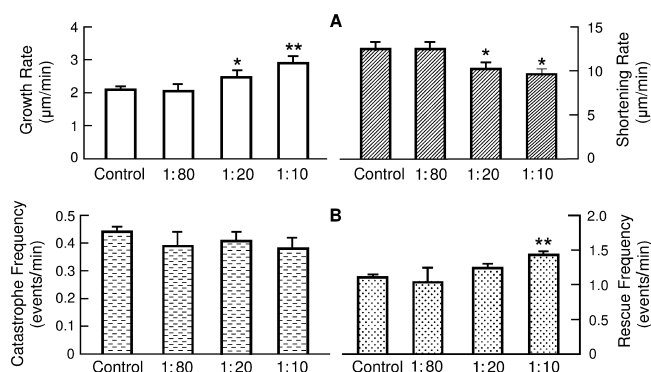 A
Growth Rate
(µm/min)
4
3
2
1
0
*
**
Control 1:80 1:20 1:10
Shortening Rate
(µm/min)
15
10
5
0
*
*
Control 1:80 1:20 1:10
B
Catastrophe Frequency
(events/min)
0.5
0.4
0.3
0.2
0.1
0
Control 1:80 1:20 1:10
Rescue Frequency
(events/min)
2.0
1.5
1.0
0.5
0
**
Control 1:80 1:20 1:10